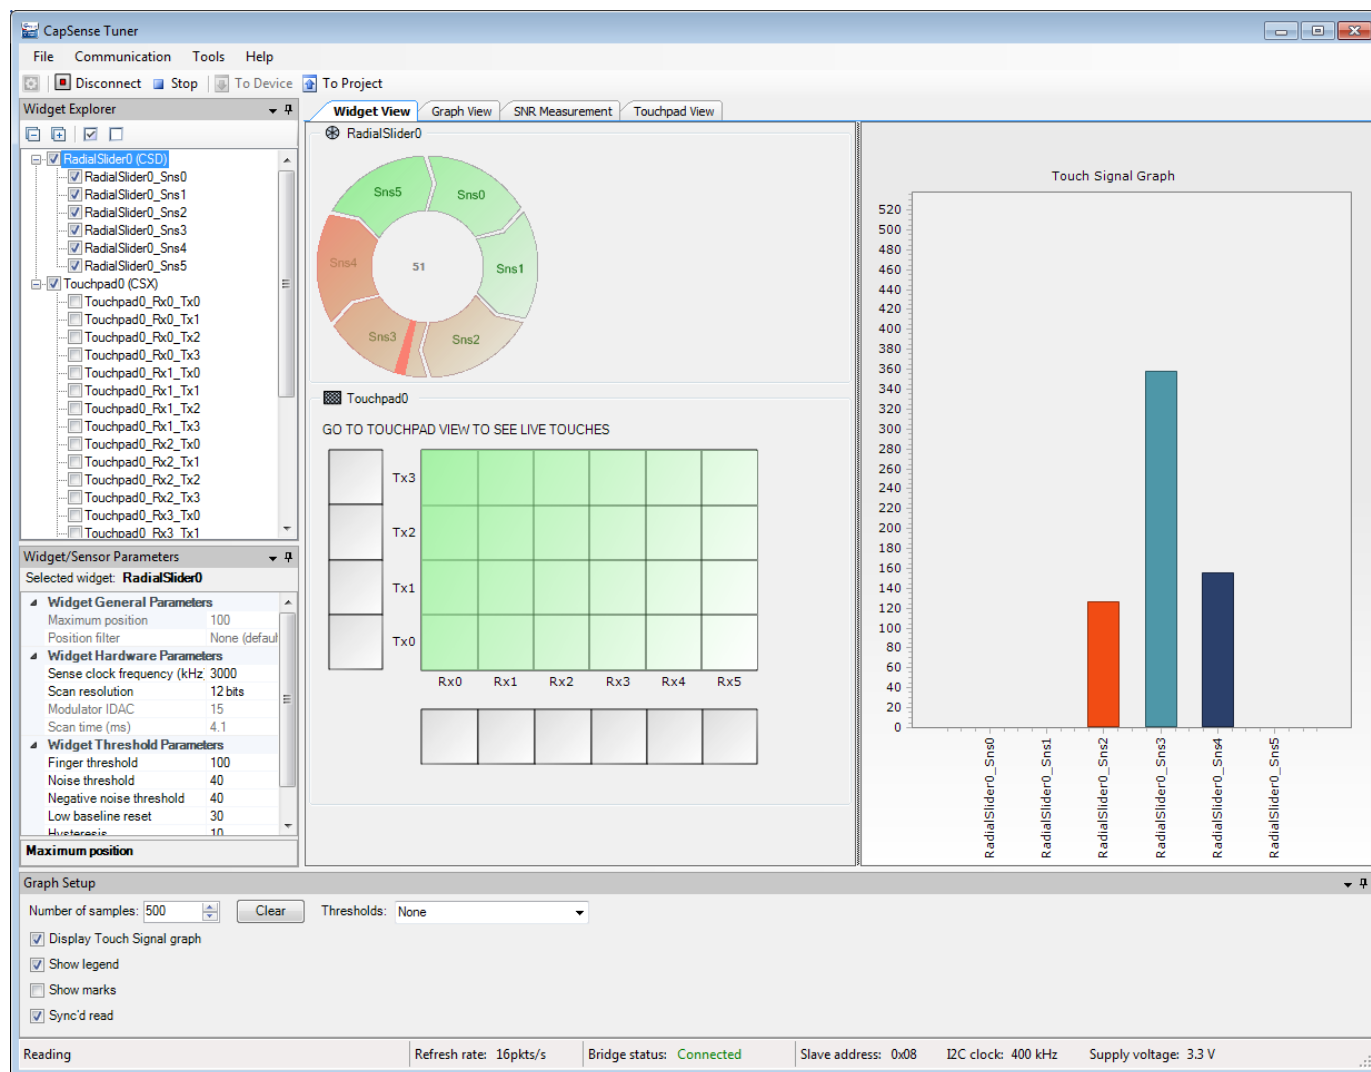 CapSense Tuner
File Communication Tools Help
Disconnect Stop To Device To Project
Widget Explorer
RadialSlider0 (CSD)
RadialSlider0_Sns0
RadialSlider0_Sns1
RadialSlider0_Sns2
RadialSlider0_Sns3
RadialSlider0_Sns4
RadialSlider0_Sns5
Touchpad0 (CSX)
Touchpad0_Rx0_Tx0
Touchpad0_Rx0_Tx1
Touchpad0_Rx0_Tx2
Touchpad0_Rx0_Tx3
Touchpad0_Rx1_Tx0
Touchpad0_Rx1_Tx1
Touchpad0_Rx1_Tx2
Touchpad0_Rx1_Tx3
Touchpad0_Rx2_Tx0
Touchpad0_Rx2_Tx1
Touchpad0_Rx2_Tx2
Touchpad0_Rx2_Tx3
Touchpad0_Rx3_Tx0
Touchpad0_Rx3_Tx1
Widget/Sensor Parameters
Selected widget: RadialSlider0
Widget General Parameters
Maximum position 100
Position filter None (defaul
Widget Hardware Parameters
Sense clock frequency (kHz 3000
Scan resolution 12 bits
Modulator IDAC 15
Scan time (ms) 4.1
Widget Threshold Parameters
Finger threshold 100
Noise threshold 40
Negative noise threshold 40
Low baseline reset 30
Hysteresis 10
Maximum position
Widget View Graph View SNR Measurement Touchpad View
RadialSlider0
Sns5 Sns0
Sns4 51 Sns1
Sns3 Sns2
Touchpad0
GO TO TOUCHPAD VIEW TO SEE LIVE TOUCHES
Tx3
Tx2
Tx1
Tx0
Rx0 Rx1 Rx2 Rx3 Rx4 Rx5
Touch Signal Graph
520
500
480
460
440
420
400
380
360
340
320
300
280
260
240
220
200
180
160
140
120
100
80
60
40
20
0
RadialSlider0_Sns0
RadialSlider0_Sns1
RadialSlider0_Sns2
RadialSlider0_Sns3
RadialSlider0_Sns4
RadialSlider0_Sns5
Graph Setup
Number of samples: 500 Clear Thresholds: None
Display Touch Signal graph
Show legend
Show marks
Sync'd read
Reading Refresh rate: 16pkts/s Bridge status: Connected Slave address: 0x08 I2C clock: 400 kHz Supply voltage: 3.3 V